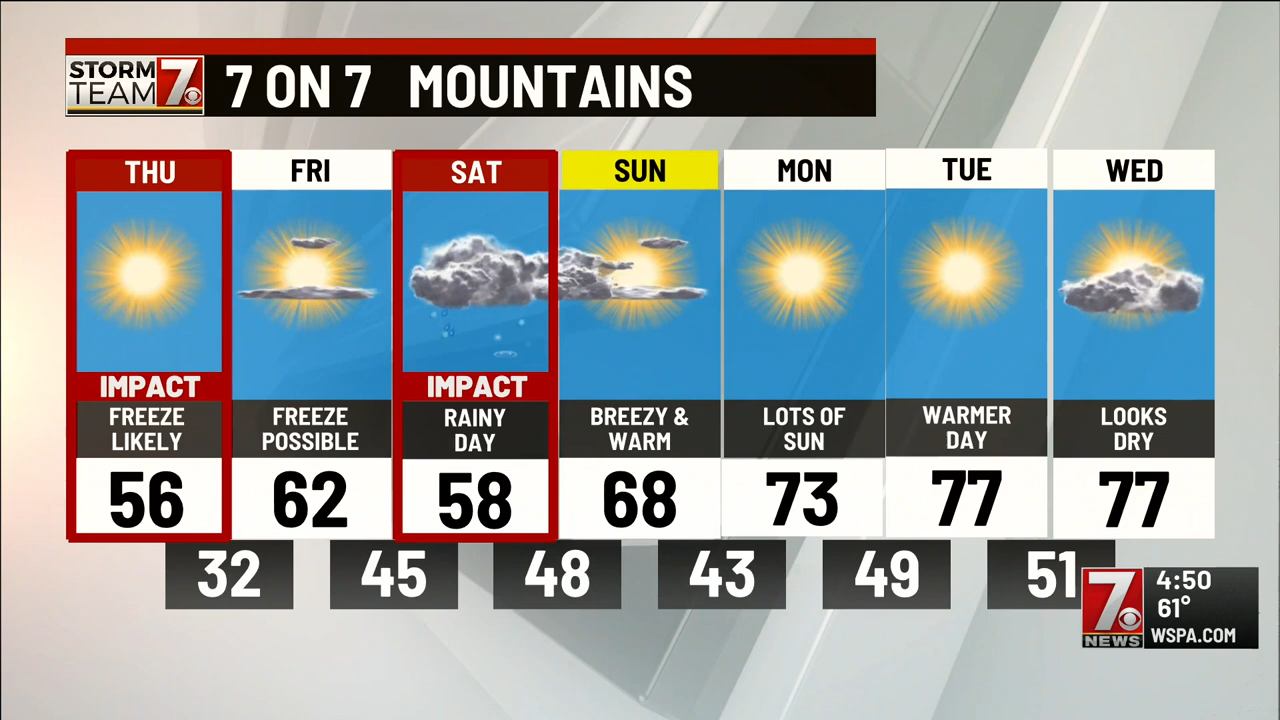 STORM TEAM 7
7 ON 7 MOUNTAINS
THU FRI SAT SUN MON TUE WED
IMPACT IMPACT
FREEZE LIKELY
FREEZE POSSIBLE
RAINY DAY
BREEZY & WARM
LOTS OF SUN
WARMER DAY
LOOKS DRY
56 62 58 68 73 77 77
32 45 48 43 49 51
7 NEWS
4:50
61°
WSPA.COM